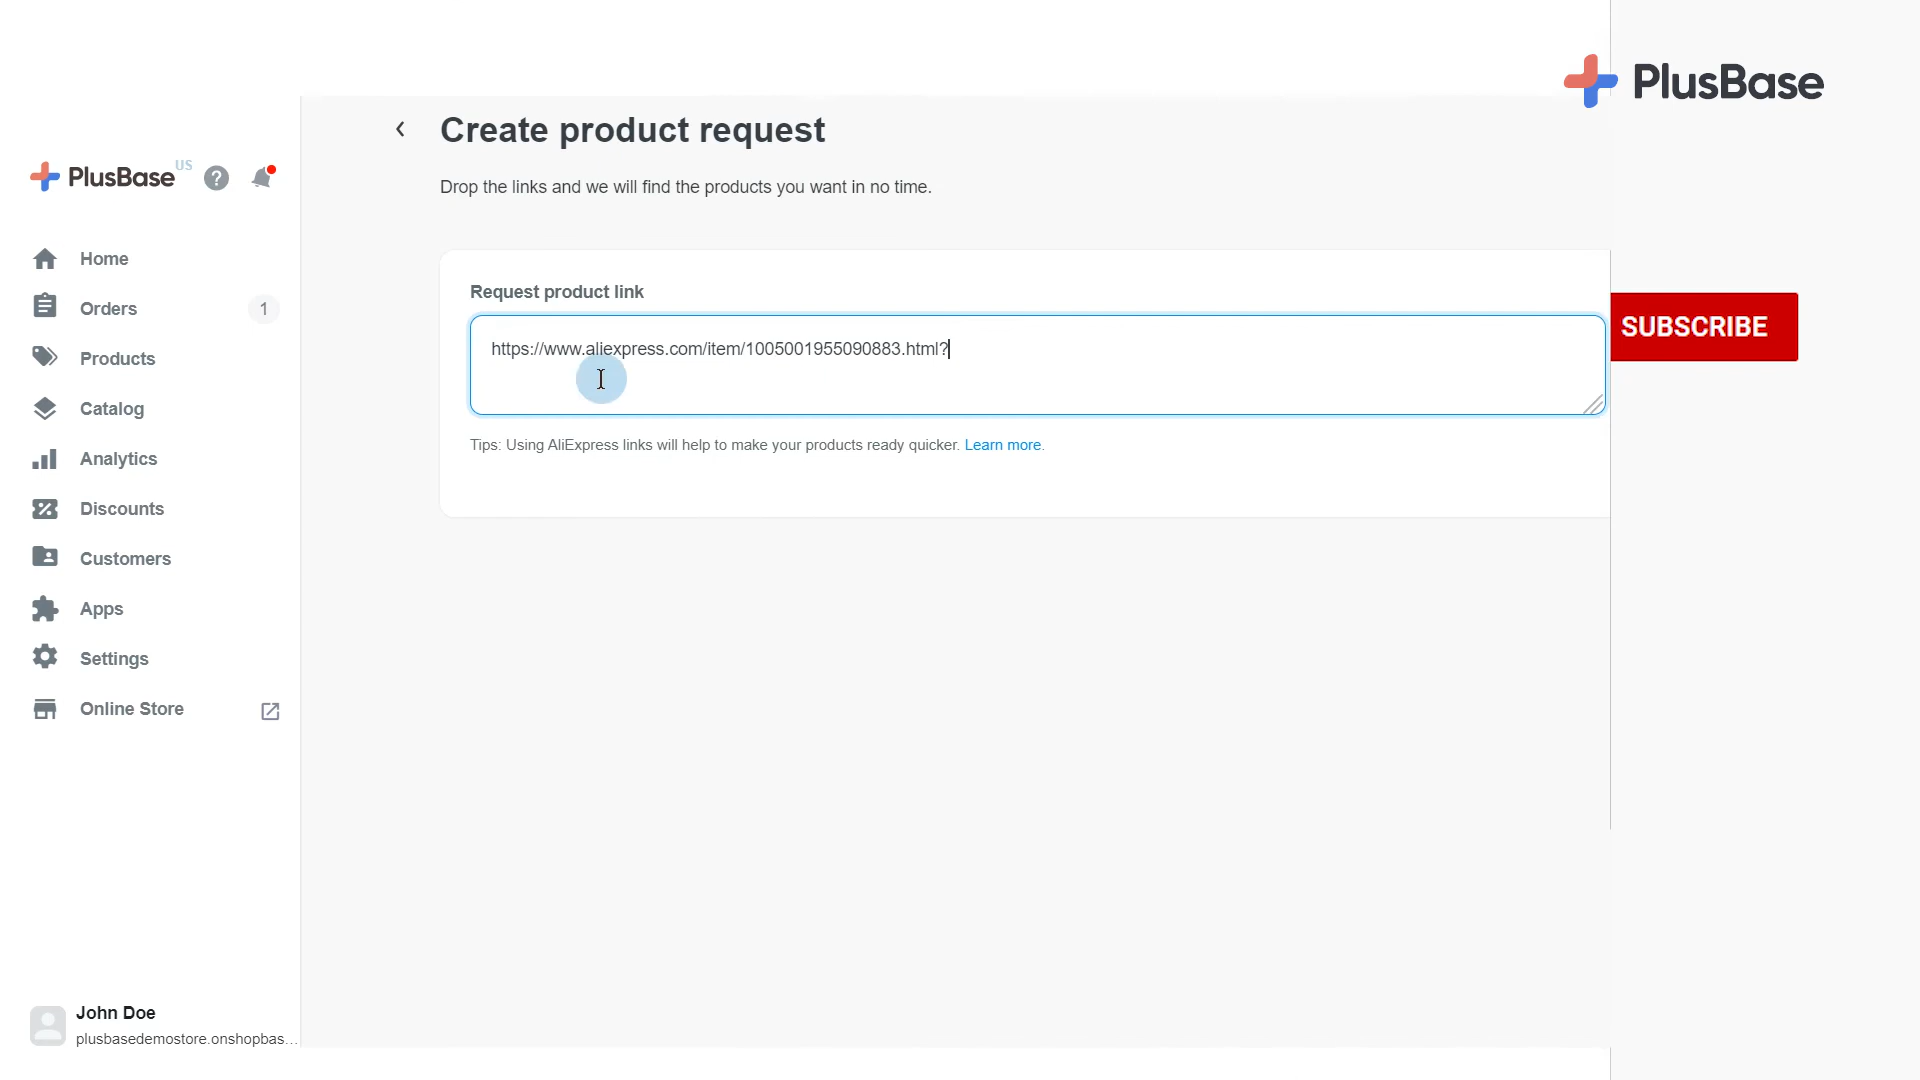 PlusBase
Create product request
Drop the links and we will find the products you want in no time.
PlusBase US
Home
Orders 1
Products
Catalog
Analytics
Discounts
Customers
Apps
Settings
Online Store
Request product link
https://www.aliexpress.com/item/1005001955090883.html?
Tips: Using AliExpress links will help to make your products ready quicker. Learn more.
SUBSCRIBE
John Doe
plusbasedemostore.onshopbas...